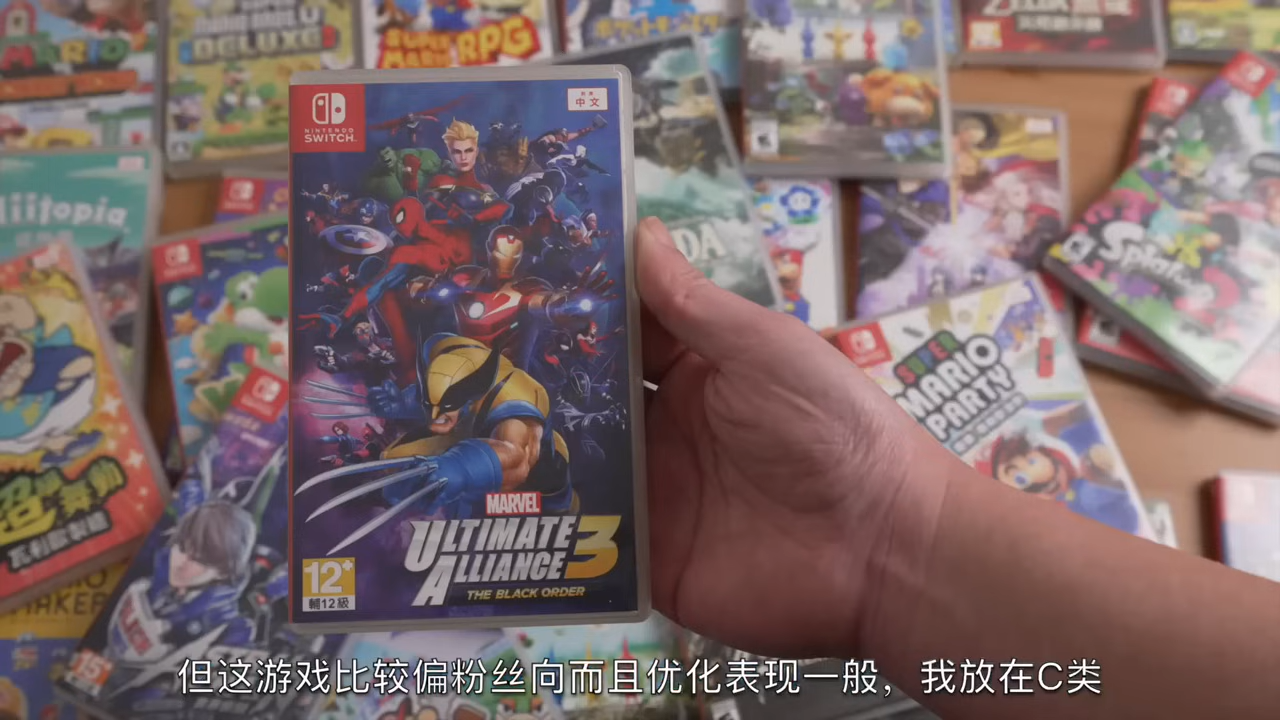 MARIO
DELUXE
SUPER
MARIO RPG
NINTENDO
SWITCH
中文
Miitopia
Splat
SUPER
MARIO
PARTY
MARVEL
ULTIMATE
ALLIANCE 3
THE BLACK ORDER
12+
輔12級
MAKER
15+
但这游戏比较偏粉丝向而且优化表现一般，我放在C类